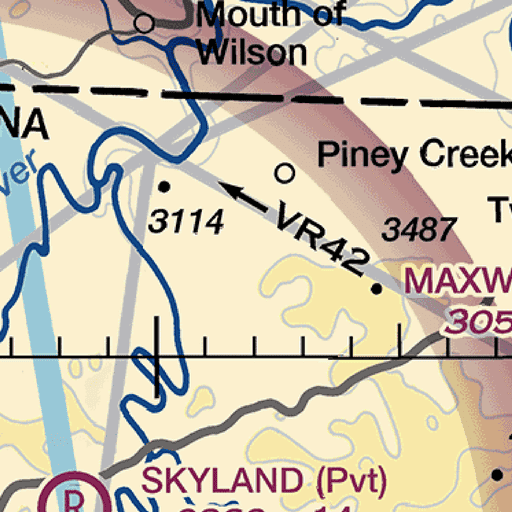 Mouth of
Wilson
NA
ver
Piney Creek
3114
VR42
3487
MAXW
305
SKYLAND (Pvt)
R